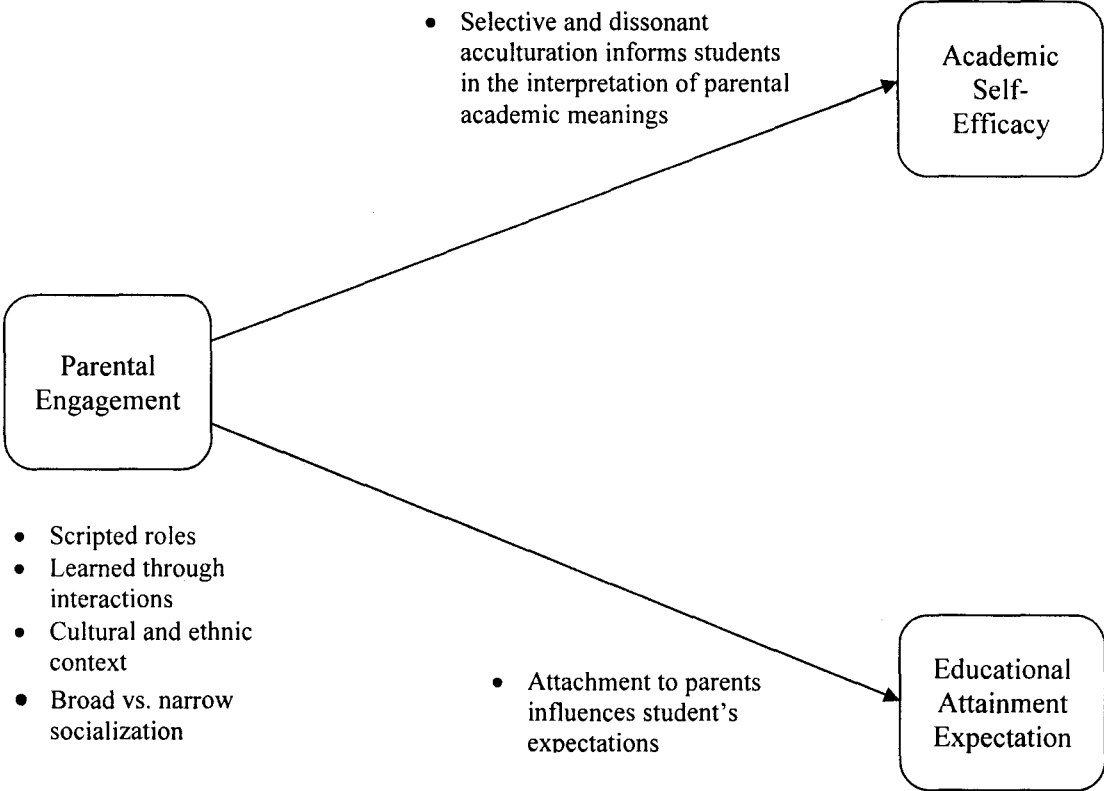 • Selective and dissonant
acculturation informs students
in the interpretation of parental
academic meanings
Academic
Self-
Efficacy
Parental
Engagement
• Scripted roles
• Learned through
interactions
• Cultural and ethnic
context
• Broad vs. narrow
socialization
• Attachment to parents
influences student's
expectations
Educational
Attainment
Expectation